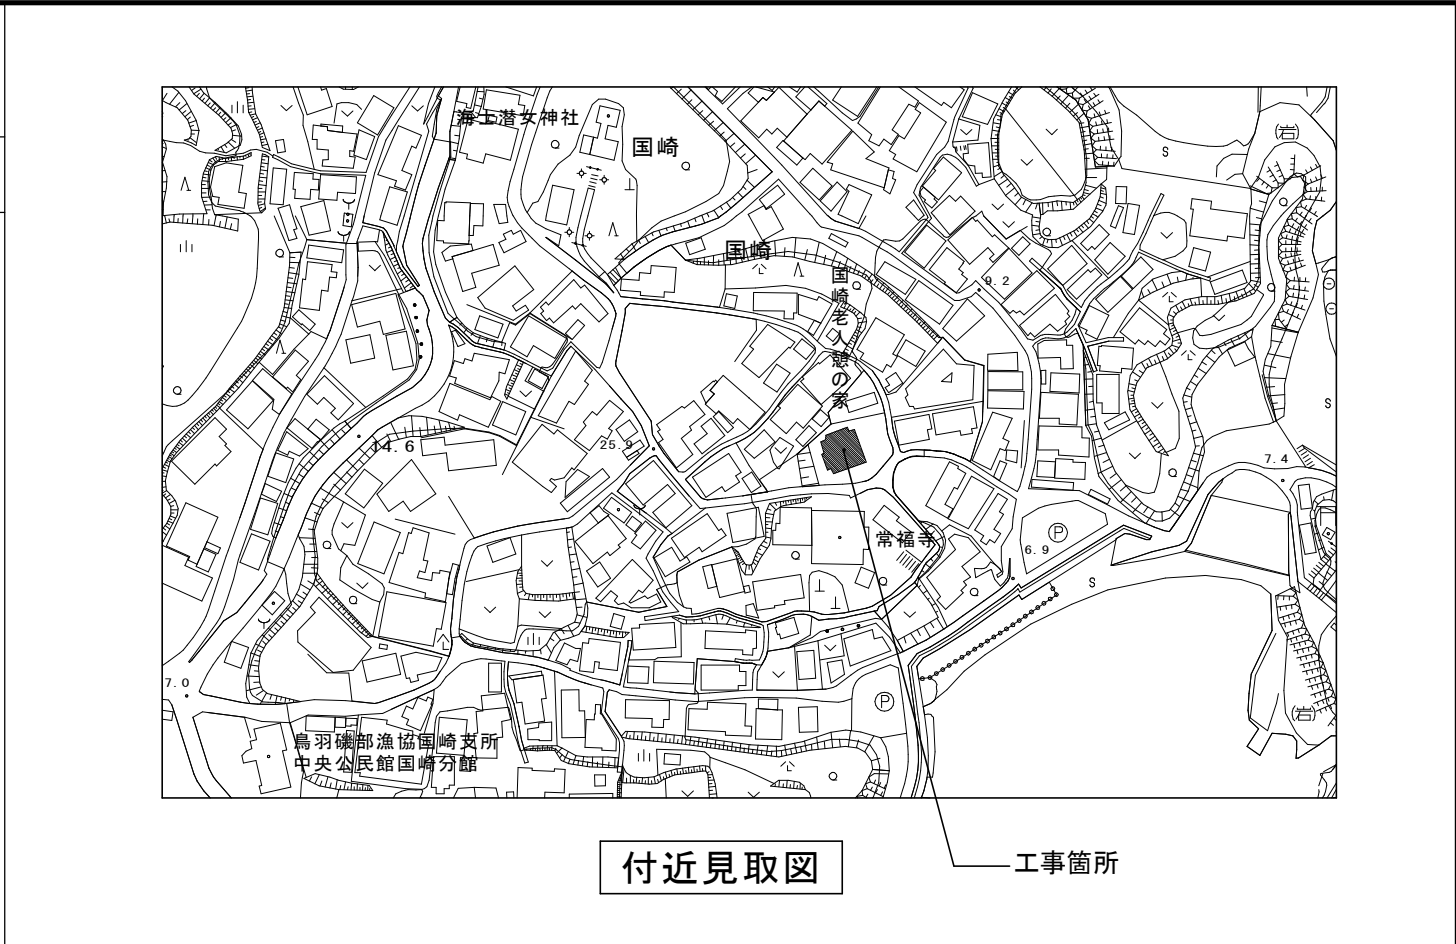 海士潜女神社
国崎
(岩)
S
国崎
国崎老人憩の家
9.2
S
14.6
25.9
7.4
常福寺
P
6.9
S
7.0
P
(岩)
鳥羽磯部漁協国崎支所
中央公民館国崎分館
付近見取図
工事箇所